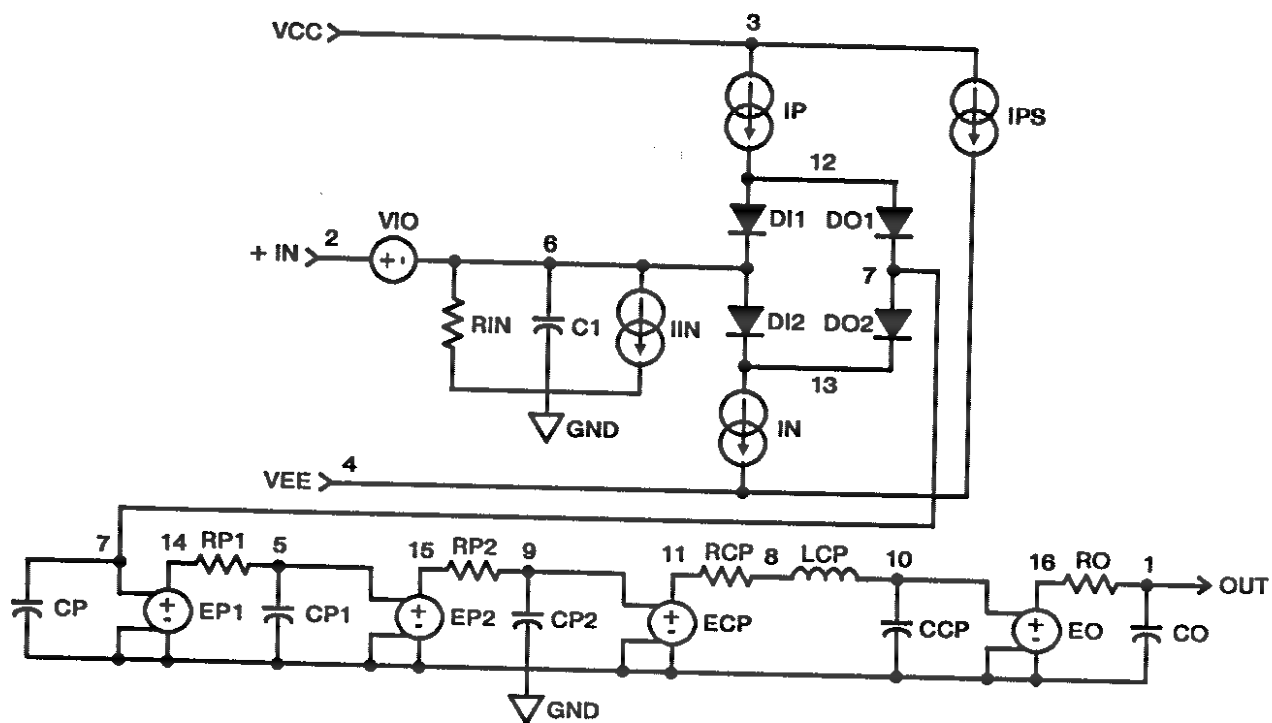 3
VCC
IP
IPS
12
VIO
DI1
DO1
+ IN
2
+ -
6
7
RIN
C1
IIN
DI2
DO2
13
GND
IN
VEE
4
7
14
RP1
5
15
RP2
9
11
RCP
8
LCP
10
16
RO
1
OUT
CP
+
-
EP1
CP1
+
-
EP2
CP2
+
-
ECP
CCP
+
-
EO
CO
GND